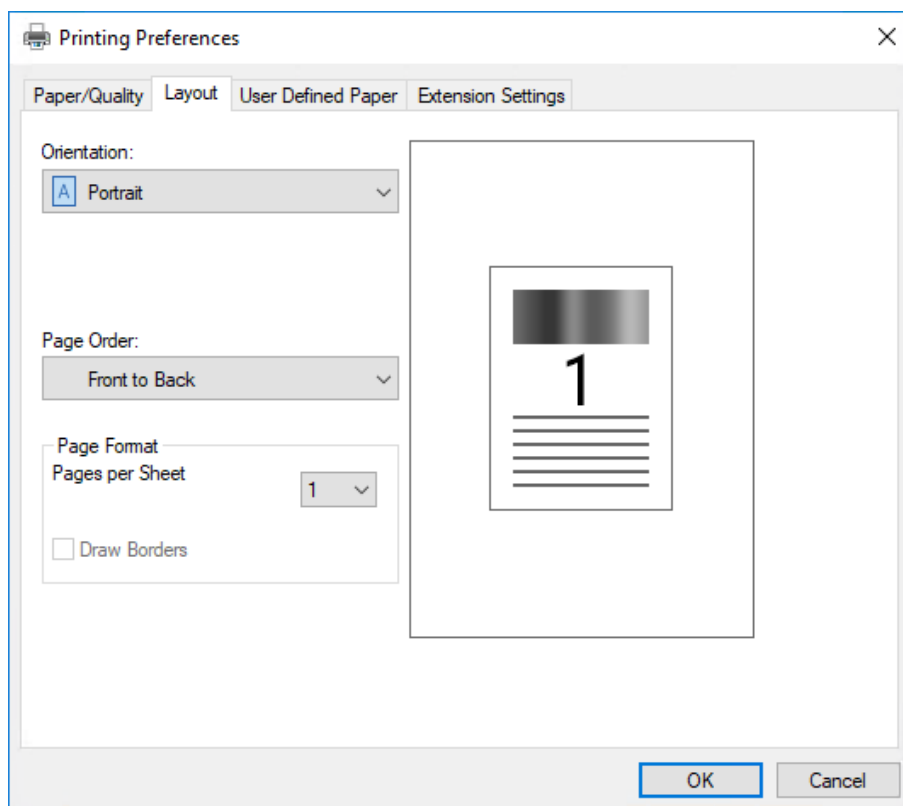 Printing Preferences
Paper/Quality Layout User Defined Paper Extension Settings
Orientation:
A Portrait
Page Order:
Front to Back
Page Format
Pages per Sheet
1
Draw Borders
1
OK Cancel